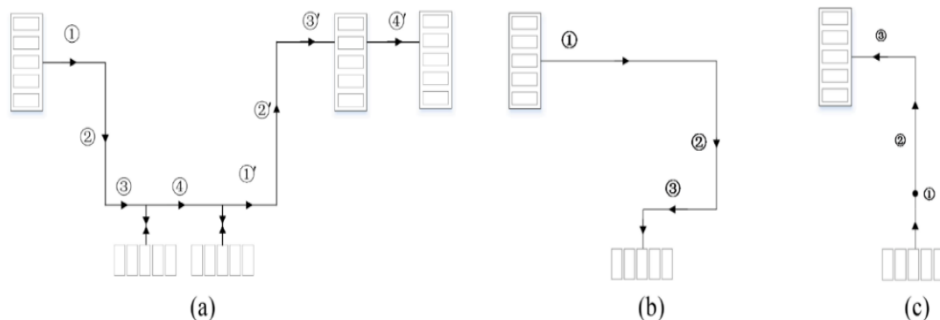 ① ② ③ ④ ①′ ②′ ③′ ④′
① ② ③
③ ② ①
(a) (b) (c)